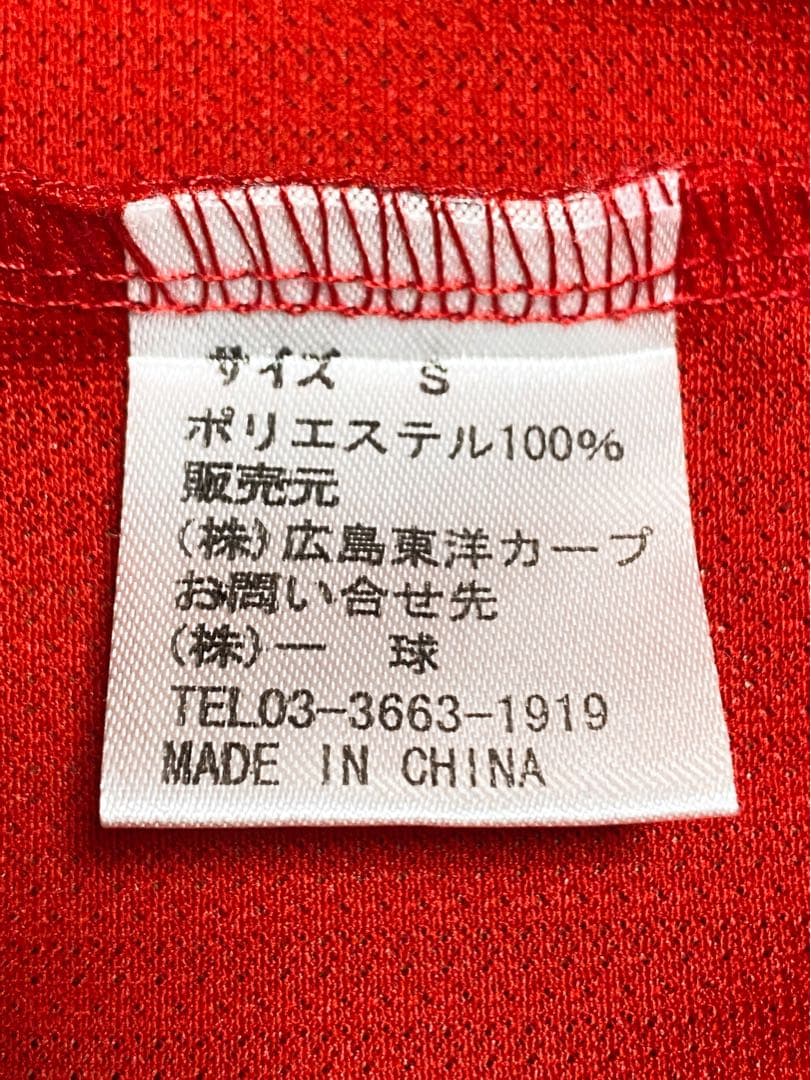 サイズ　S
ポリエステル100%
販売元
(株)広島東洋カープ
お問い合せ先
(株)一　球
TEL03-3663-1919
MADE IN CHINA